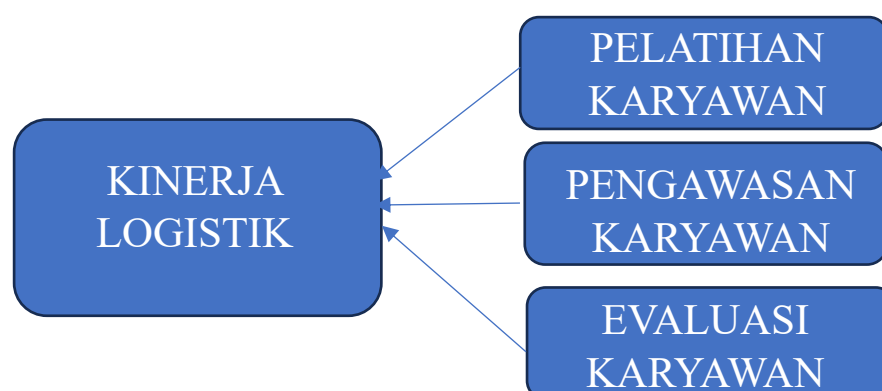 PELATIHAN
KARYAWAN
KINERJA
LOGISTIK
PENGAWASAN
KARYAWAN
EVALUASI
KARYAWAN